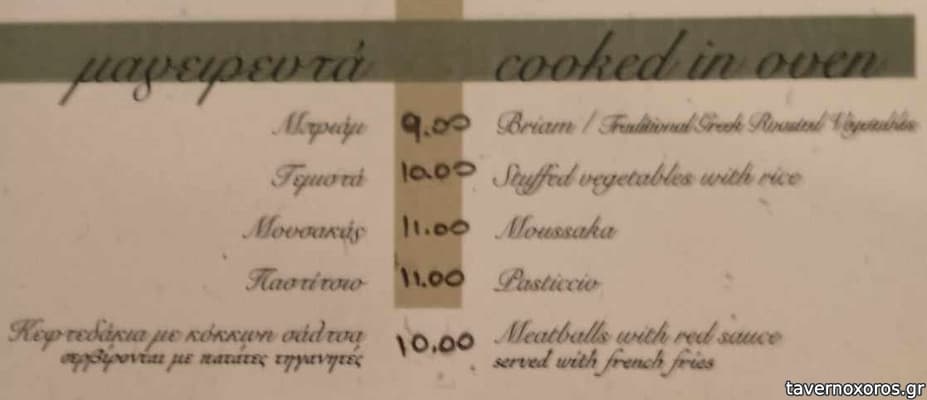 μαγειρευτά cooked in oven
Μπριάμ 9.00 Briam / Traditional Greek Roasted Vegetables
Γεμιστά 10.00 Stuffed vegetables with rice
Μουσακάς 11.00 Moussaka
Παστίτσιο 11.00 Pasticcio
Κεφτεδάκια με κόκκινη σάλτσα 10.00 Meatballs with red sauce
σερβίρονται με πατάτες τηγανητές served with french fries
tavernoxoros.gr